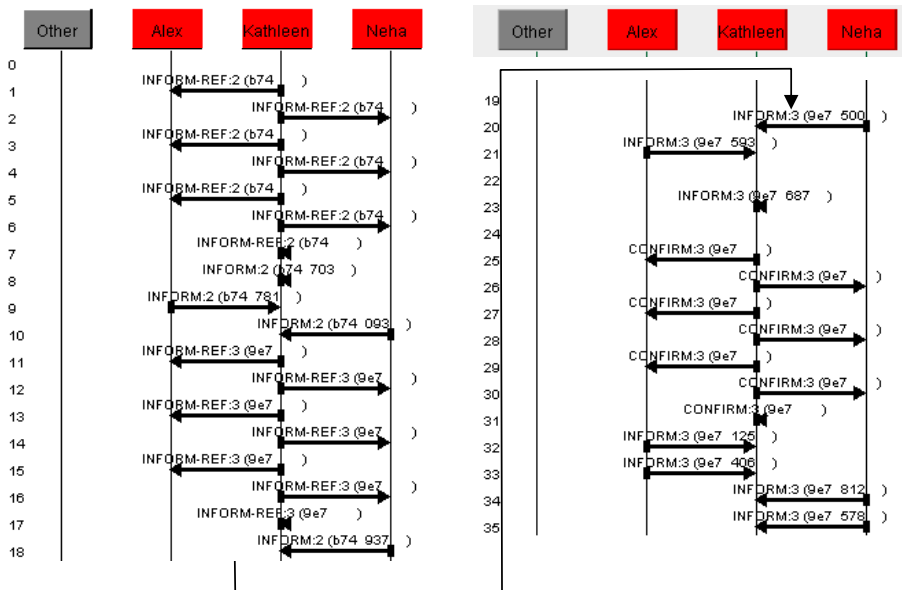 Other Alex Kathleen Neha
0
INFORM-REF:2 (b74 )
1
INFORM-REF:2 (b74 )
2
INFORM-REF:2 (b74 )
3
INFORM-REF:2 (b74 )
4
INFORM-REF:2 (b74 )
5
INFORM-REF:2 (b74 )
6
INFORM-REF:2 (b74 )
7
INFORM:2 (b74 703 )
8
INFORM:2 (b74 781 )
9
INFORM:2 (b74 093 )
10
INFORM-REF:3 (9e7 )
11
INFORM-REF:3 (9e7 )
12
INFORM-REF:3 (9e7 )
13
INFORM-REF:3 (9e7 )
14
INFORM-REF:3 (9e7 )
15
INFORM-REF:3 (9e7 )
16
INFORM-REF:3 (9e7 )
17
INFORM:2 (b74 937 )
18
Other Alex Kathleen Neha
19
INFORM:3 (9e7 500 )
20
INFORM:3 (9e7 593 )
21
22
INFORM:3 (9e7 687 )
23
24
CONFIRM:3 (9e7 )
25
CONFIRM:3 (9e7 )
26
CONFIRM:3 (9e7 )
27
CONFIRM:3 (9e7 )
28
CONFIRM:3 (9e7 )
29
CONFIRM:3 (9e7 )
30
CONFIRM:3 (9e7 )
31
INFORM:3 (9e7 125 )
32
INFORM:3 (9e7 406 )
33
INFORM:3 (9e7 812 )
34
INFORM:3 (9e7 578 )
35